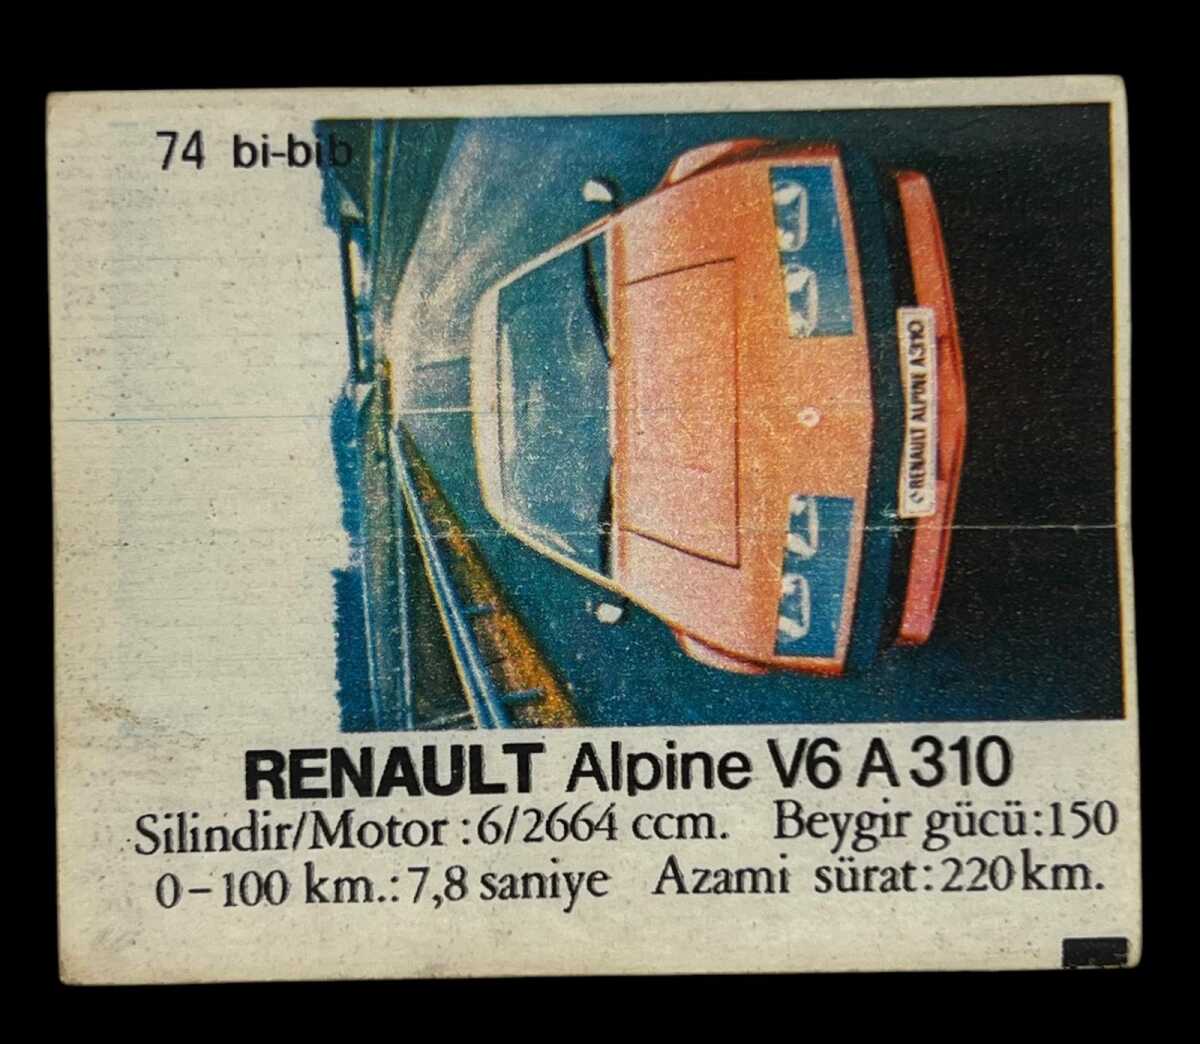 74 bi-bib
RENAULT ALPINE A310
RENAULT Alpine V6 A 310
Silindir/Motor : 6/2664 ccm. Beygir gücü:150
0-100 km.: 7,8 saniye Azami sürat: 220 km.